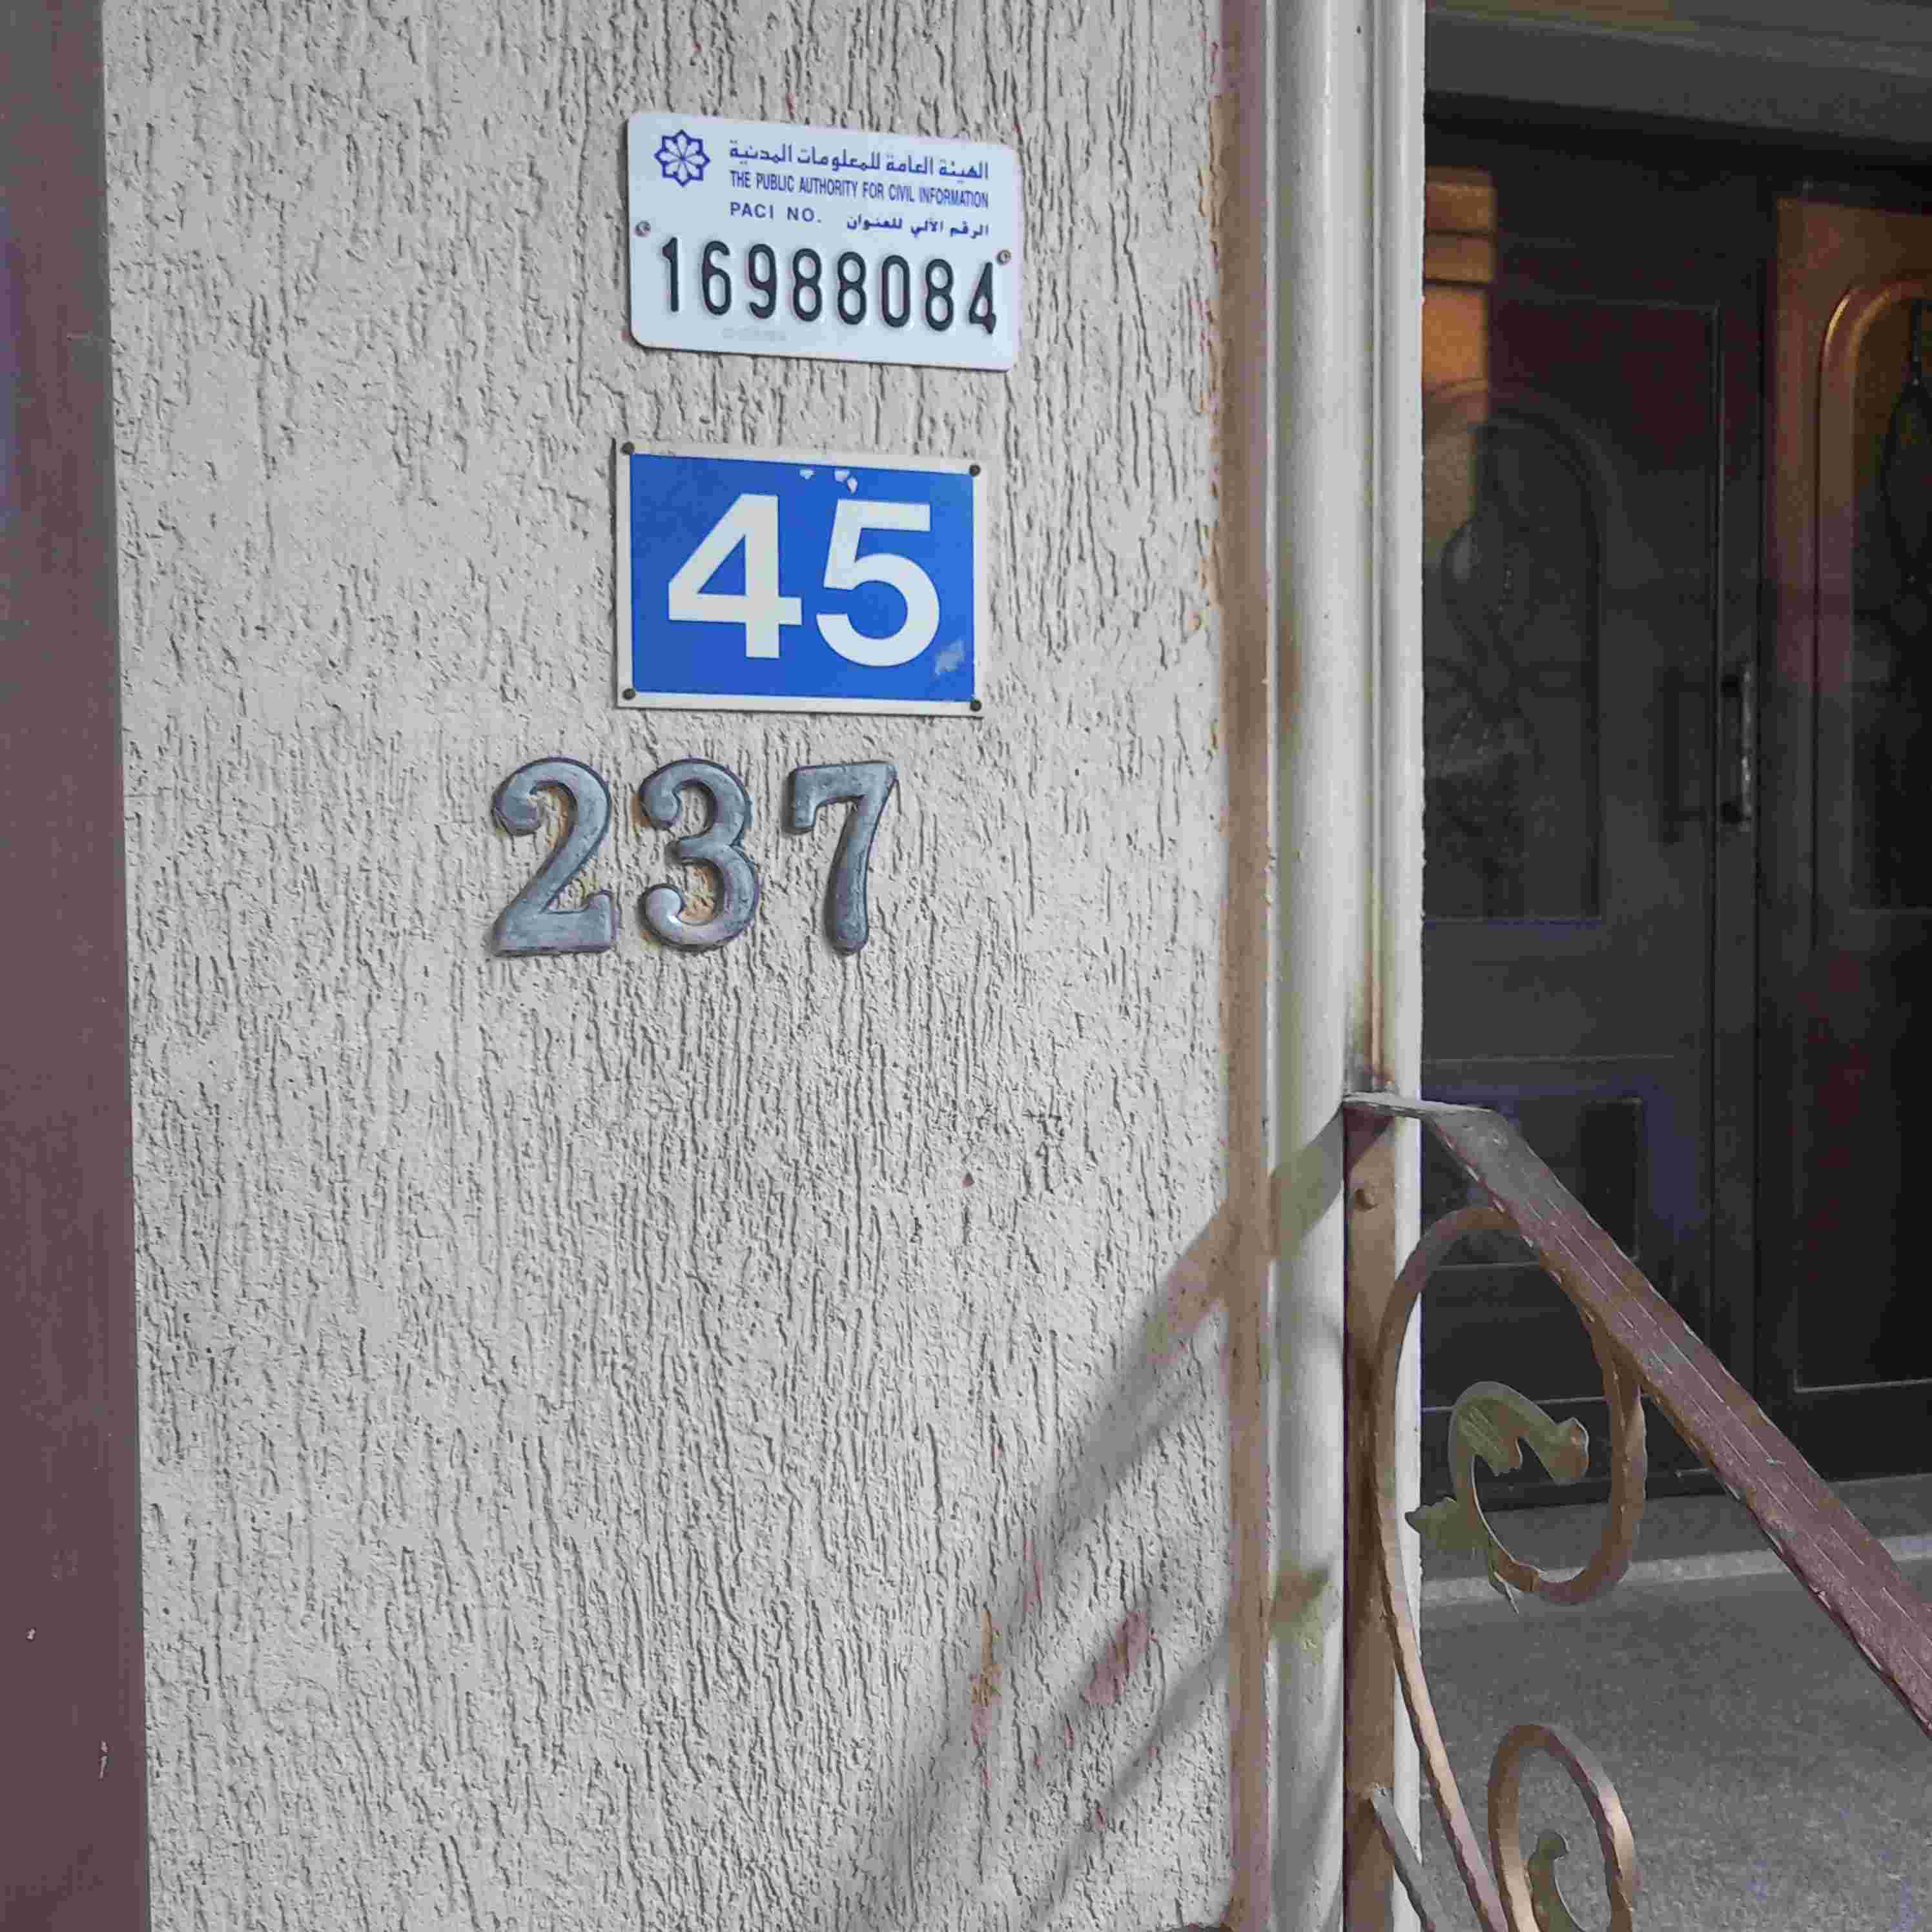 الهيئة العامة للمعلومات المدنية
THE PUBLIC AUTHORITY FOR CIVIL INFORMATION
PACI NO. الرقم الآلي للعنوان
16988084
45
237